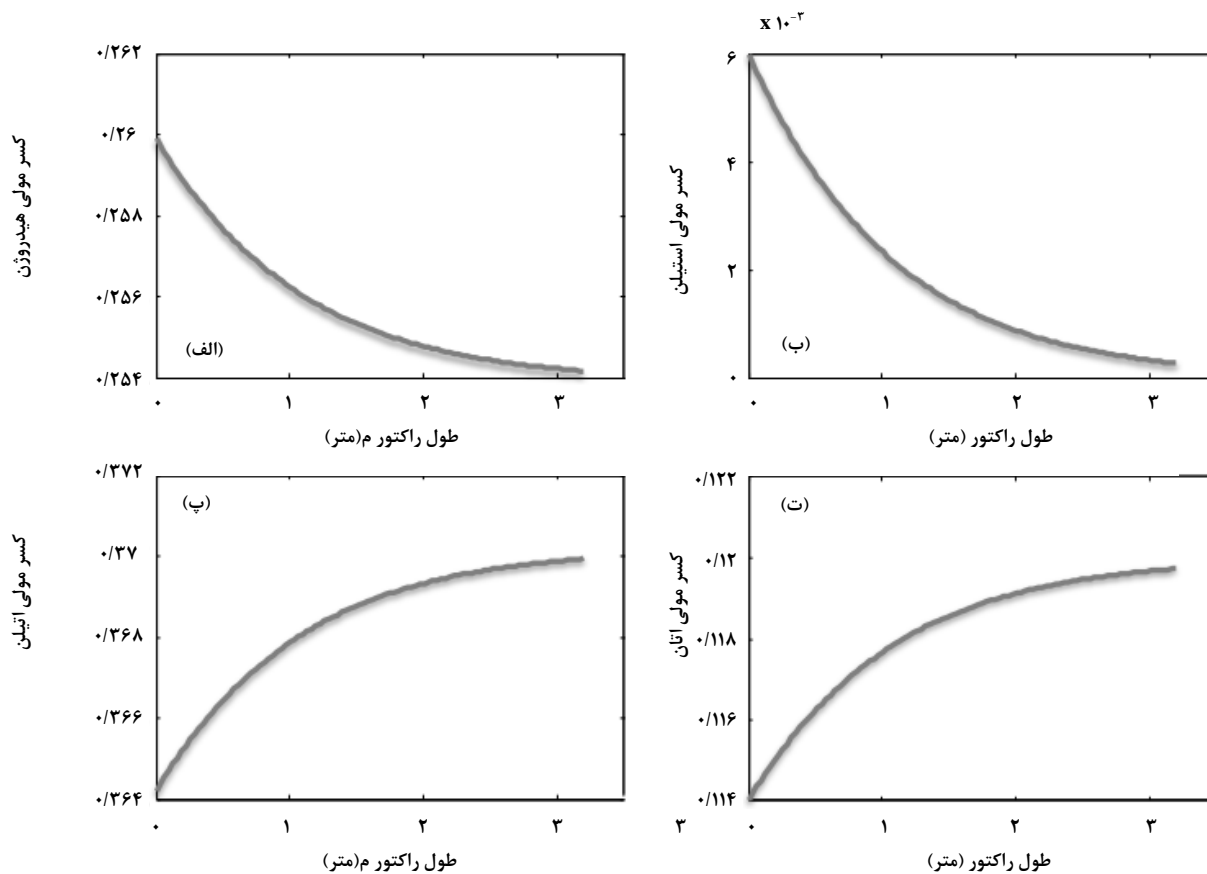 ۰/۲۶۲
۰/۲۶
۰/۲۵۸
۰/۲۵۶
۰/۲۵۴
کسر مولی هیدروژن
(الف)
۰ ۱ ۲ ۳
طول راکتور م(متر)
x ۱۰⁻۳
۶
۴
۲
۰
کسر مولی استیلن
(ب)
۰ ۱ ۲ ۳
طول راکتور (متر)
۰/۳۷۲
۰/۳۷
۰/۳۶۸
۰/۳۶۶
۰/۳۶۴
کسر مولی اتیلن
(پ)
۰ ۱ ۲ ۳
طول راکتور م(متر)
۰/۱۲۲
۰/۱۲
۰/۱۱۸
۰/۱۱۶
۰/۱۱۴
کسر مولی اتان
(ت)
۳ ۰ ۱ ۲ ۳
طول راکتور (متر)